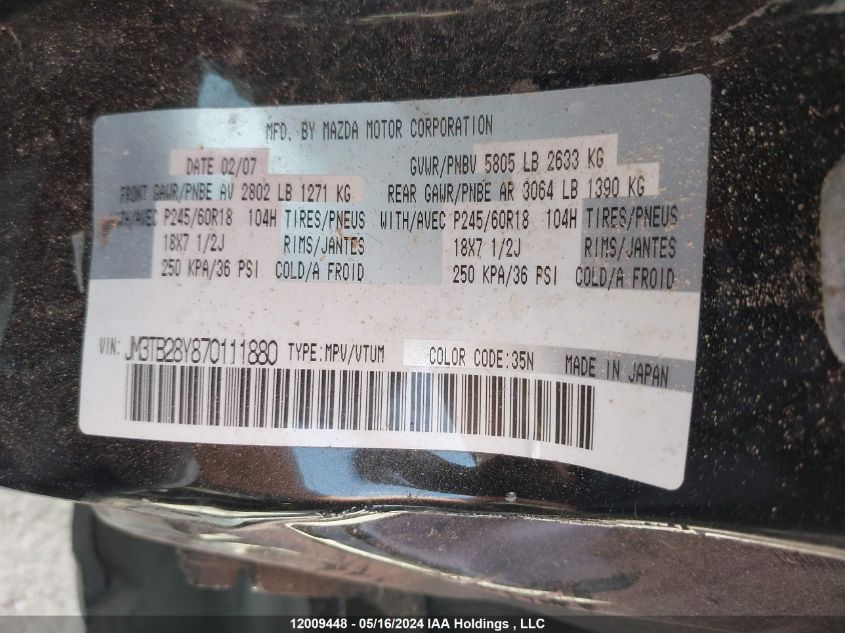 MFD. BY MAZDA MOTOR CORPORATION
DATE 02/07 GVWR/PNBV 5805 LB 2633 KG
FRONT GAWR/PNBE AV 2802 LB 1271 KG REAR GAWR/PNBE AR 3064 LB 1390 KG
WITH/AVEC P245/60R18 104H TIRES/PNEUS WITH/AVEC P245/60R18 104H TIRES/PNEUS
18X7 1/2J RIMS/JANTES 18X7 1/2J RIMS/JANTES
250 KPA/36 PSI COLD/A FROID 250 KPA/36 PSI COLD/A FROID
VIN: JM3TB28Y870111880 TYPE:MPV/VTUM COLOR CODE:35N MADE IN JAPAN
12009448 - 05/16/2024 IAA Holdings , LLC